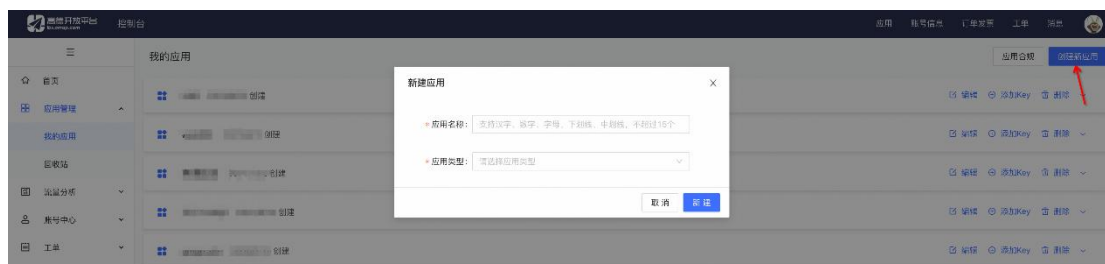 高德开放平台 控制台 应用 账号信息 订单发票 工单 消息
lbs.amap.com
我的应用 应用合规 创建新应用
首页
应用管理
我的应用
回收站
流量分析
账号中心
工单
创建 编辑 添加Key 删除
创建 编辑 添加Key 删除
创建 编辑 添加Key 删除
创建 编辑 添加Key 删除
创建 编辑 添加Key 删除
新建应用
* 应用名称: 支持汉字、数字、字母、下划线、中划线，不超过15个
* 应用类型: 请选择应用类型
取消 新建